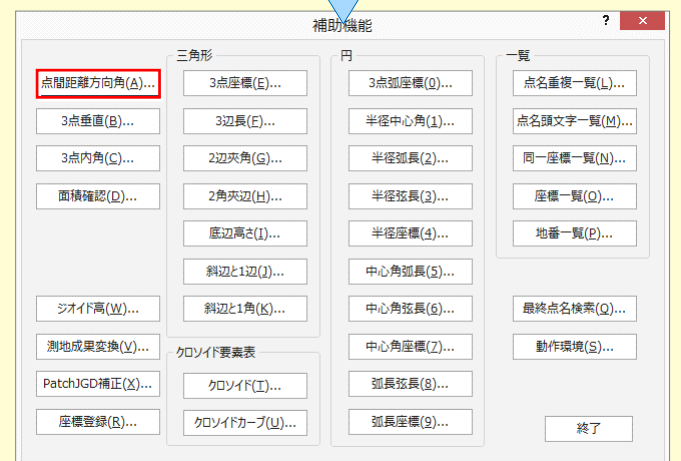 補助機能
?
×
点間距離方向角(A)...
3点垂直(B)...
3点内角(C)...
面積確認(D)...
ジオイド高(W)...
測地成果変換(V)...
PatchJGD補正(X)...
座標登録(R)...
三角形
3点座標(E)...
3辺長(F)...
2辺夾角(G)...
2角夾辺(H)...
底辺高さ(I)...
斜辺と1辺(J)...
斜辺と1角(K)...
クロソイド要素表
クロソイド(T)...
クロソイドカーブ(U)...
円
3点弧座標(0)...
半径中心角(1)...
半径弧長(2)...
半径弦長(3)...
半径座標(4)...
中心角弧長(5)...
中心角弦長(6)...
中心角座標(7)...
弧長弦長(8)...
弧長座標(9)...
一覧
点名重複一覧(L)...
点名頭文字一覧(M)...
同一座標一覧(N)...
座標一覧(O)...
地番一覧(P)...
最終点名検索(Q)...
動作環境(S)...
終了